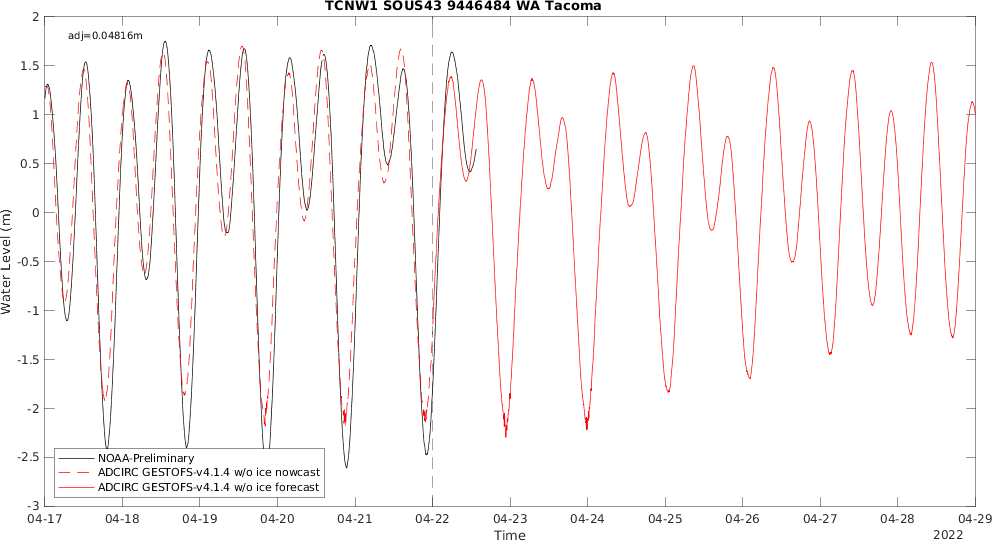 TCNW1 SOUS43 9446484 WA Tacoma
adj=0.04816m
2
1.5
1
0.5
0
-0.5
-1
-1.5
-2
-2.5
-3
Water Level (m)
NOAA-Preliminary
ADCIRC GESTOFS-v4.1.4 w/o ice nowcast
ADCIRC GESTOFS-v4.1.4 w/o ice forecast
04-17 04-18 04-19 04-20 04-21 04-22 04-23 04-24 04-25 04-26 04-27 04-28 04-29
Time
2022